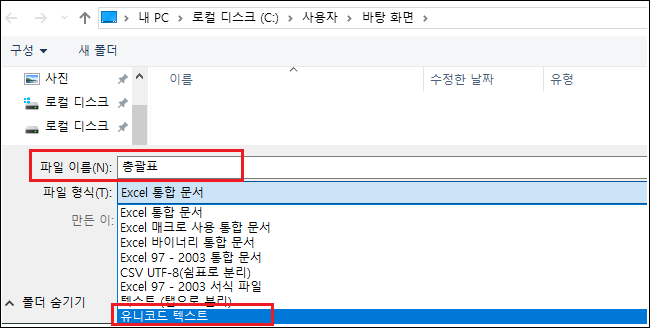 내 PC > 로컬 디스크 (C:) > 사용자 > 바탕 화면 >
구성 새 폴더
사진
로컬 디스크
로컬 디스크
이름 수정한 날짜 유형
파일 이름(N): 총괄표
파일 형식(T): Excel 통합 문서
만든 이:
Excel 통합 문서
Excel 매크로 사용 통합 문서
Excel 바이너리 통합 문서
Excel 97 - 2003 통합 문서
CSV UTF-8(쉼표로 분리)
Excel 97 - 2003 서식 파일
텍스트 (탭으로 분리)
유니코드 텍스트
폴더 숨기기